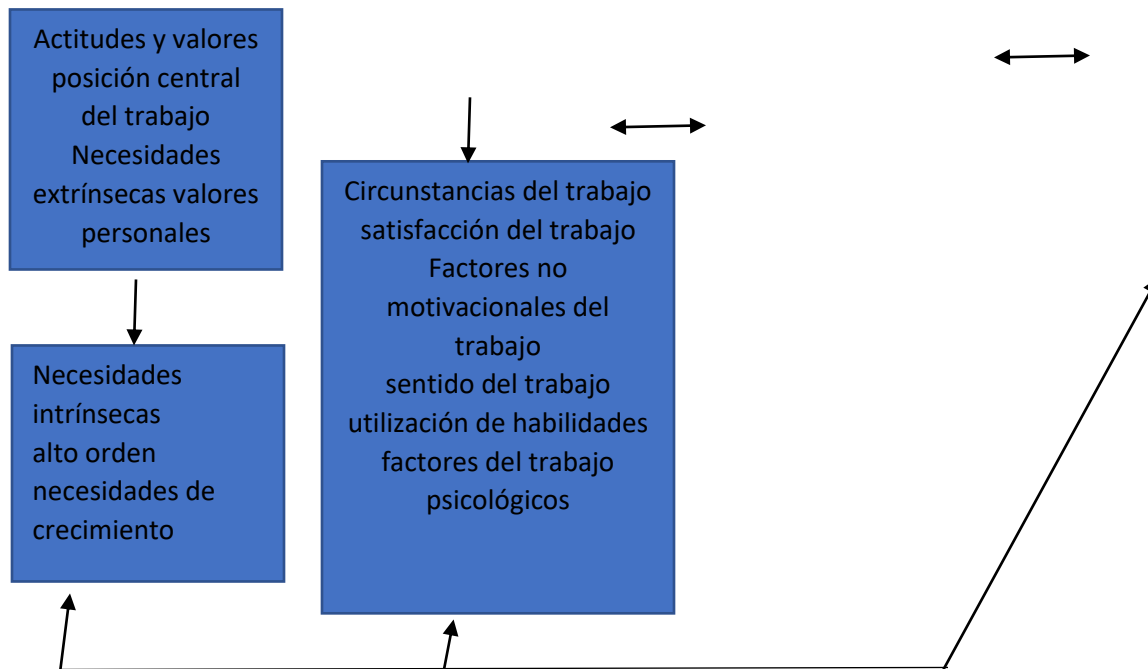 Actitudes y valores
posición central
del trabajo
Necesidades
extrínsecas valores
personales
Necesidades
intrínsecas
alto orden
necesidades de
crecimiento
Circunstancias del trabajo
satisfacción del trabajo
Factores no
motivacionales del
trabajo
sentido del trabajo
utilización de habilidades
factores del trabajo
psicológicos